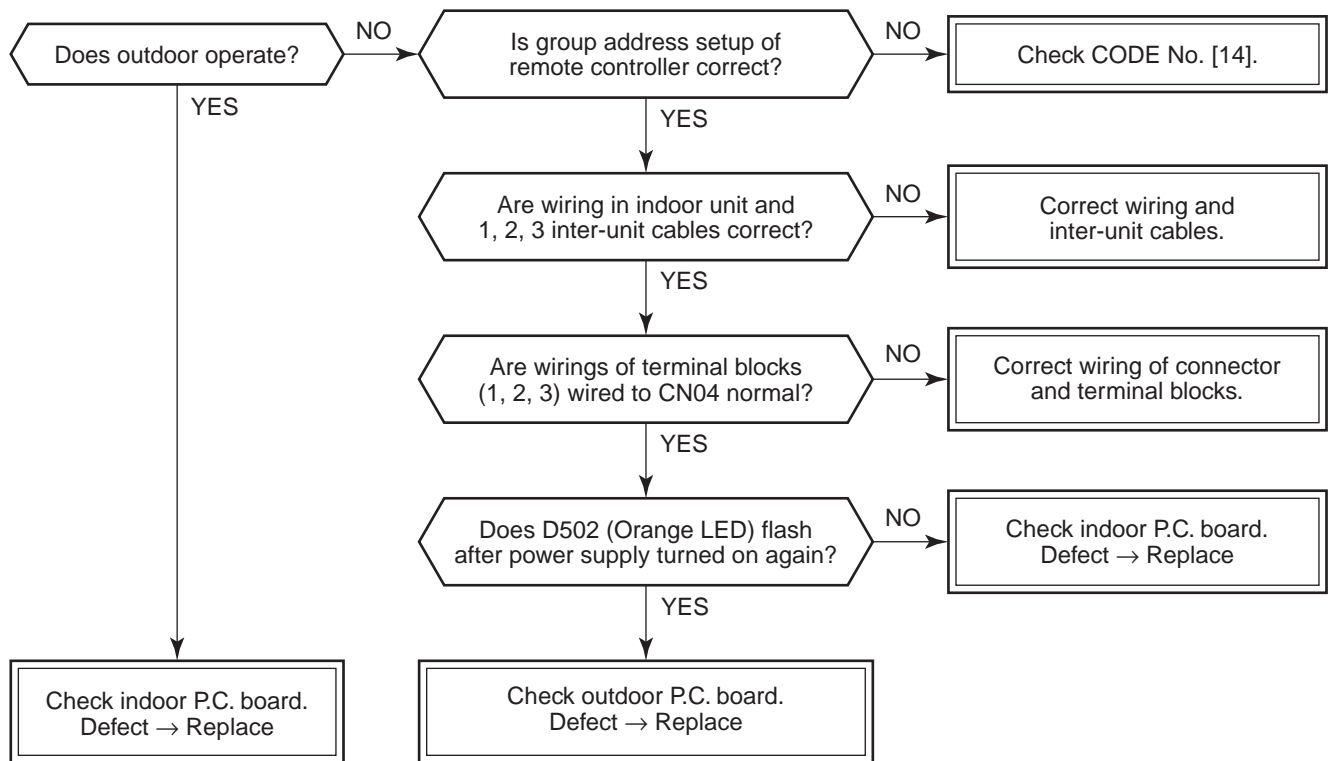 Does outdoor operate?
NO
Is group address setup of
remote controller correct?
NO
Check CODE No. [14].
YES
YES
Are wiring in indoor unit and
1, 2, 3 inter-unit cables correct?
NO
Correct wiring and
inter-unit cables.
YES
Are wirings of terminal blocks
(1, 2, 3) wired to CN04 normal?
NO
Correct wiring of connector
and terminal blocks.
YES
Does D502 (Orange LED) flash
after power supply turned on again?
NO
Check indoor P.C. board.
Defect → Replace
YES
Check indoor P.C. board.
Defect → Replace
Check outdoor P.C. board.
Defect → Replace